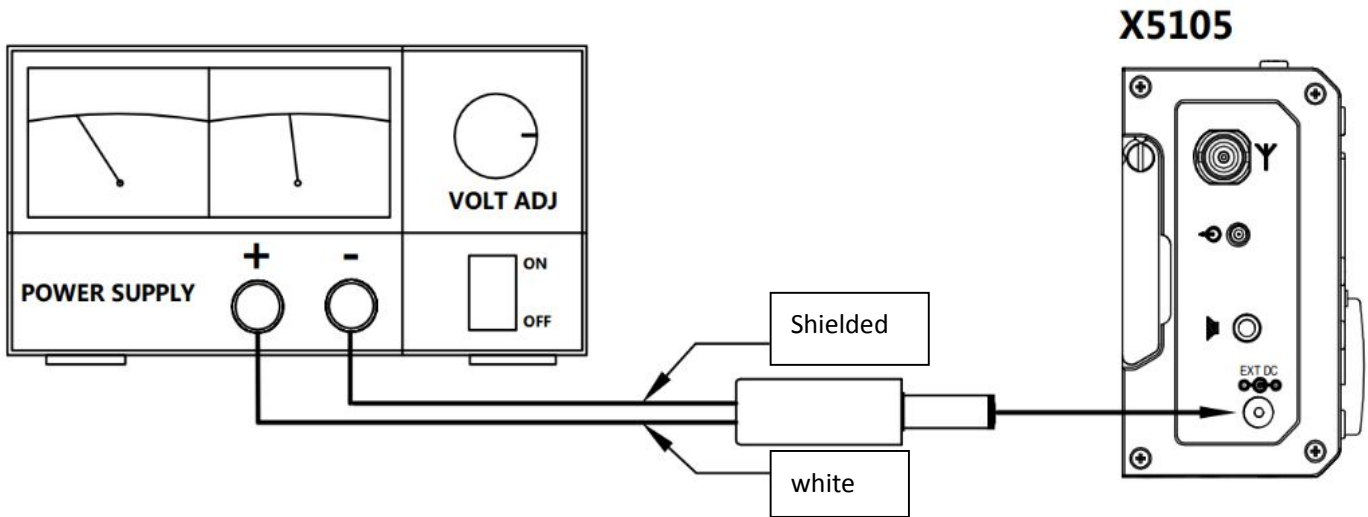 X5105
VOLT ADJ
+ -
POWER SUPPLY
ON
OFF
Shielded
white
EXT DC